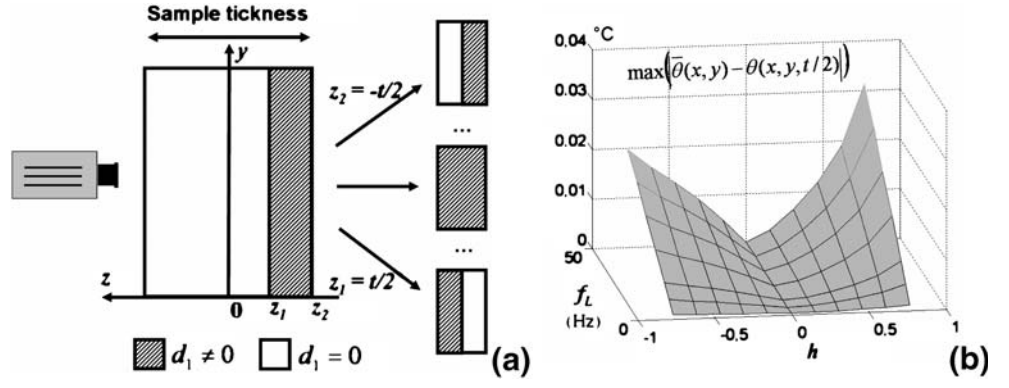 Sample tickness
y
z₂ = -t/2
...
...
z₁ = t/2
z
0
z₁
z₂
d₁ ≠ 0
d₁ = 0
(a)
°C
0.04
max(|θ̅(x, y) − θ(x, y, t/2)|)
0.03
0.02
0.01
0
50
f_L
(Hz)
0
-1
-0.5
0
0.5
1
h
(b)